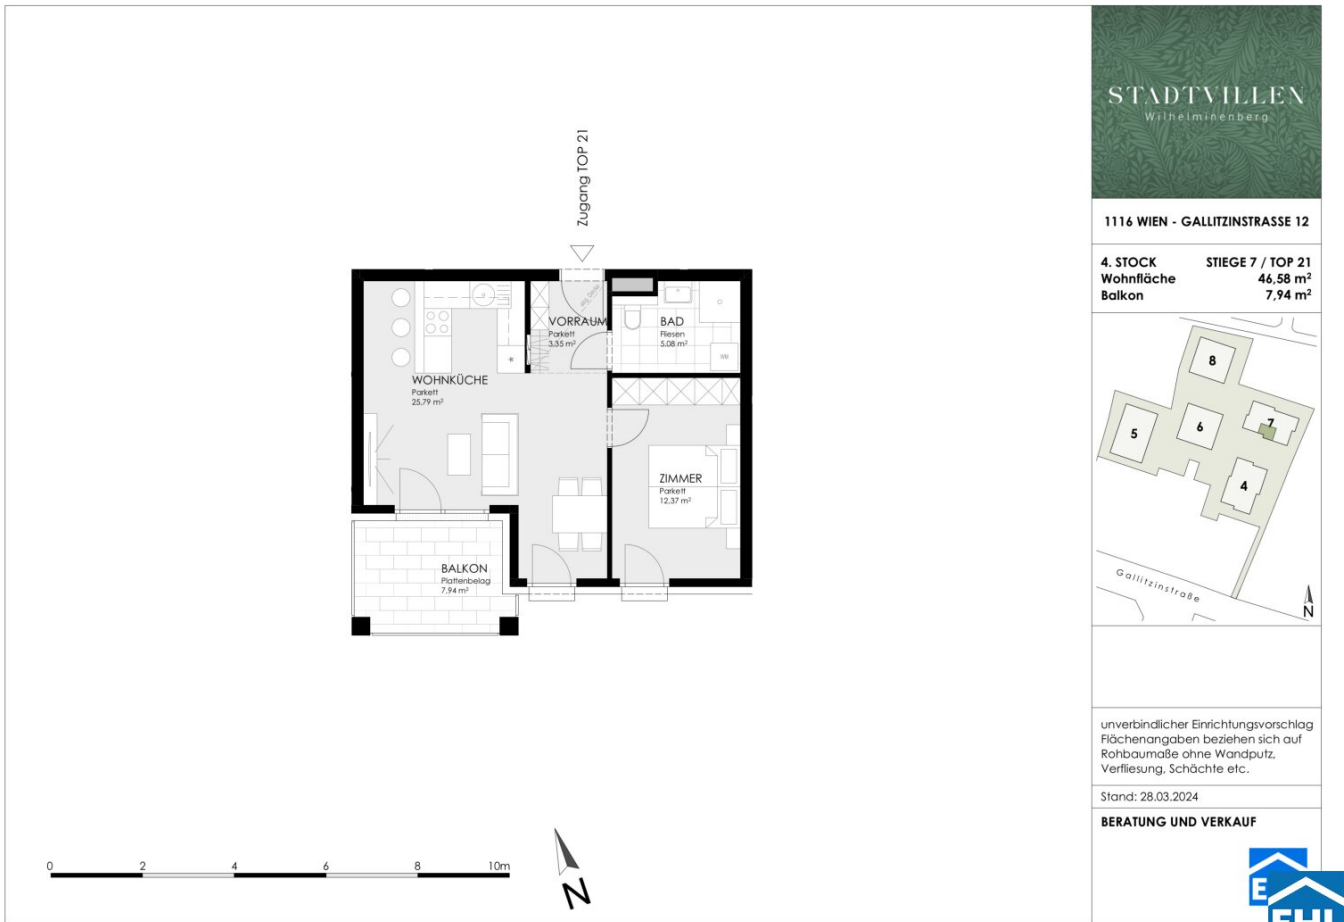 Zugang TOP 21
VORRAUM
Parkett
3,35 m²
BAD
Fliesen
5,08 m²
WM
WOHNKÜCHE
Parkett
25,79 m²
ZIMMER
Parkett
12,37 m²
BALKON
Plattenbelag
7,94 m²
0 2 4 6 8 10m
N
STADTVILLEN
Wilhelminenberg
1116 WIEN - GALLITZINSTRASSE 12
4. STOCK STIEGE 7 / TOP 21
Wohnfläche 46,58 m²
Balkon 7,94 m²
8
7
5
6
4
Gallitzinstraße
N
unverbindlicher Einrichtungsvorschlag
Flächenangaben beziehen sich auf
Rohbaumaße ohne Wandputz,
Verfliesung, Schächte etc.
Stand: 28.03.2024
BERATUNG UND VERKAUF
E
EHL